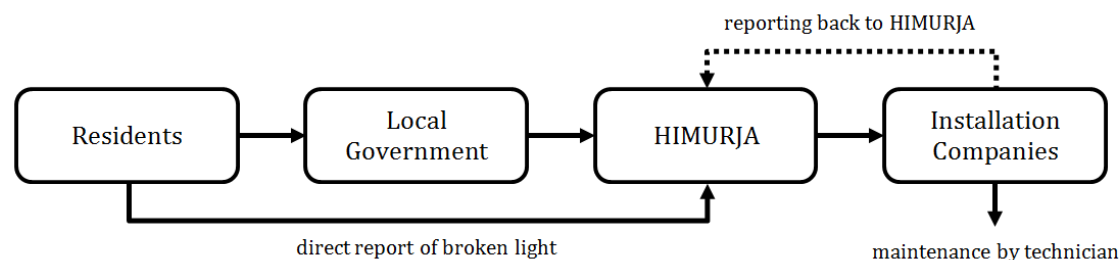 reporting back to HIMURJA
Residents
Local
Government
HIMURJA
Installation
Companies
direct report of broken light
maintenance by technician